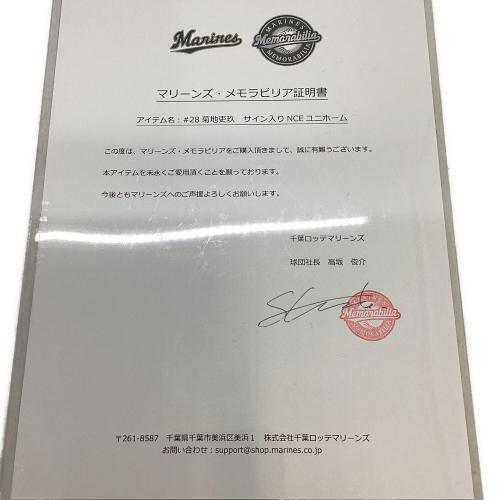 Marines
MARINES
Memorabilia
MEMORABILIA
マリーンズ・メモラビリア証明書
アイテム名：#28 菊地吏玖　サイン入り NCE ユニホーム
この度は、マリーンズ・メモラビリアをご購入頂きまして、誠に有難うございます。
本アイテムを末永くご愛用頂くことを願っております。
今後ともマリーンズへのご声援よろしくお願いします。
千葉ロッテマリーンズ
球団社長　高坂　俊介
MARINES
Memorabilia
MEMORABILIA
〒261-8587　千葉県千葉市美浜区美浜１　株式会社千葉ロッテマリーンズ
お問い合わせ：support@shop.marines.co.jp